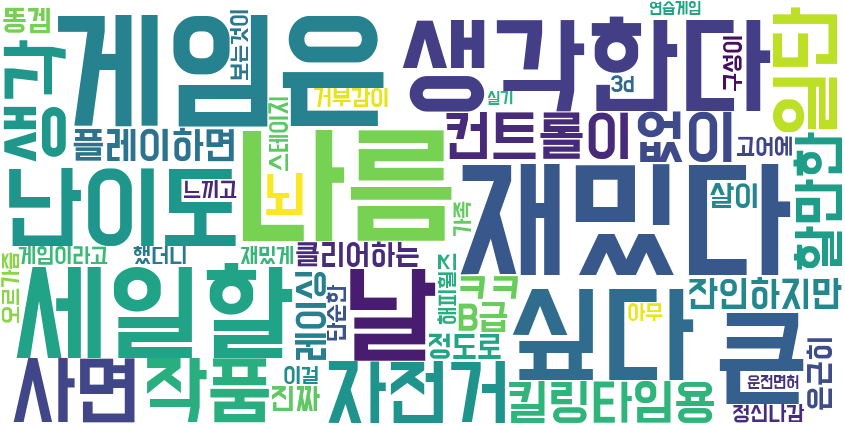 똥겜
생각
게임은
보는것이
생각한다
연습게임
3d
구성이
일단
거부감이
실기
플레이하면
스테이지
컨트롤이
없이
고어에
할만한
난이도
나름
느끼고
뇌
재밌다
살이
가족
게임이라고
했더니
재밌게
클리어하는
오르가즘
세일할
레이싱
단순한
날
해피휠즈
ㅋㅋ
B급
싶다
아무
잔인하지만
큰
정도로
사면
작품
이걸
진짜
자전거
킬링타임용
운전면허
정신나감
은근히